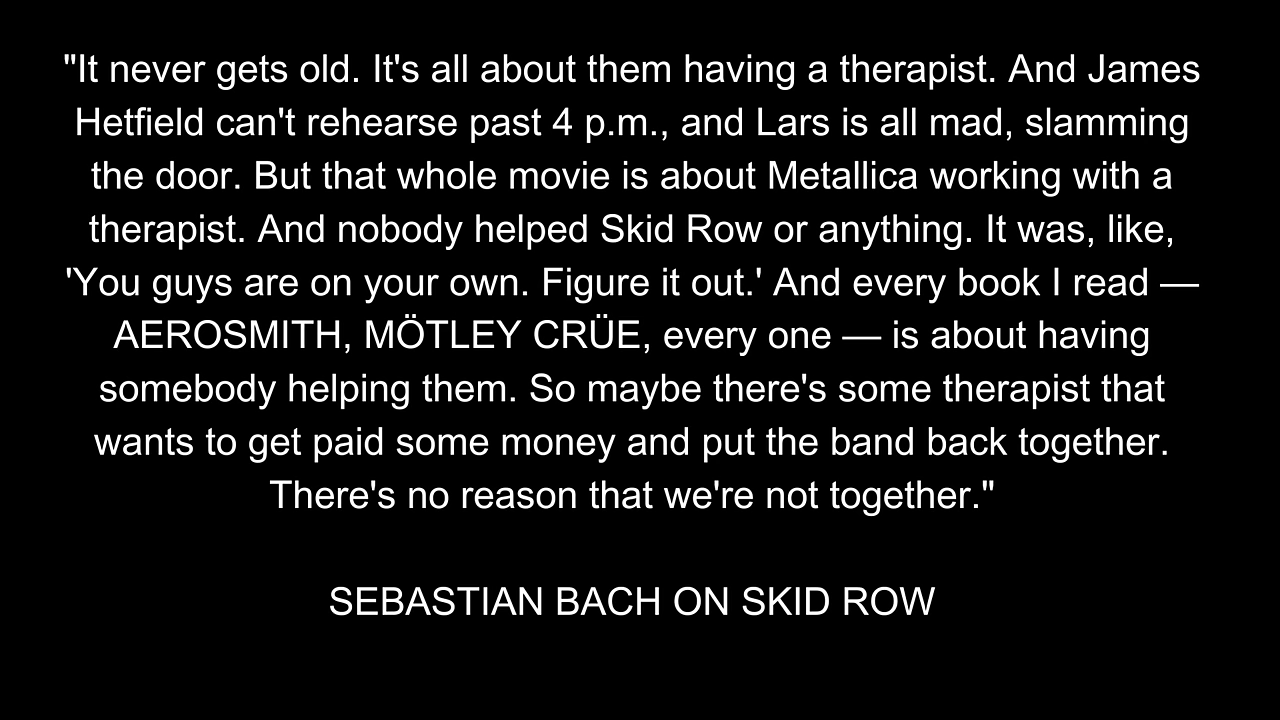 "It never gets old. It's all about them having a therapist. And James
Hetfield can't rehearse past 4 p.m., and Lars is all mad, slamming
the door. But that whole movie is about Metallica working with a
therapist. And nobody helped Skid Row or anything. It was, like,
'You guys are on your own. Figure it out.' And every book I read —
AEROSMITH, MÖTLEY CRÜE, every one — is about having
somebody helping them. So maybe there's some therapist that
wants to get paid some money and put the band back together.
There's no reason that we're not together."
SEBASTIAN BACH ON SKID ROW